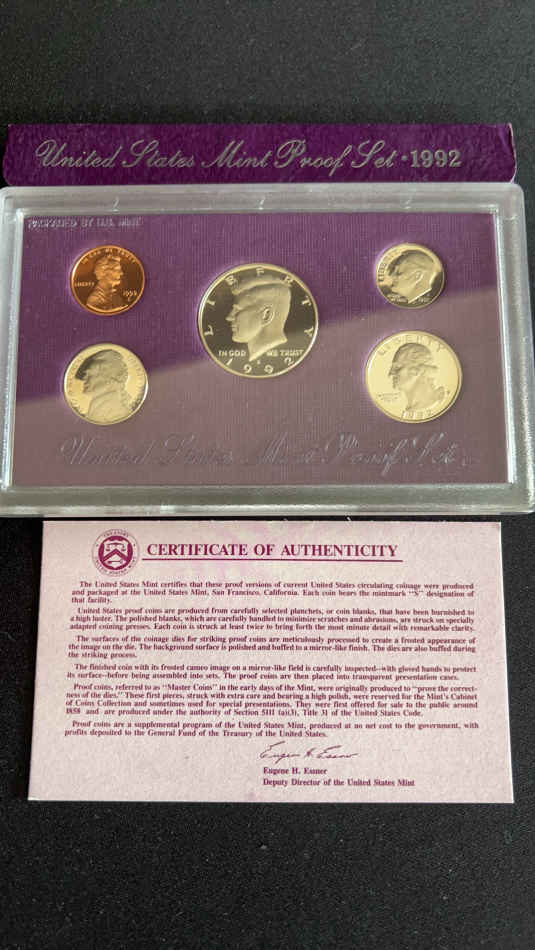 United States Mint Proof Set · 1992
PACKAGED BY U.S. MINT
IN GOD WE TRUST
LIBERTY
1992
S
LIBERTY
IN GOD WE TRUST
S
1992
LIBERTY
1992
United States Mint Proof Set
TREASURY
CERTIFICATE OF AUTHENTICITY
The United States Mint certifies that these proof versions of current United States circulating coinage were produced
and packaged at the United States Mint, San Francisco, California. Each coin bears the mintmark "S" designation of
that facility.
United States proof coins are produced from carefully selected planchets, or coin blanks, that have been burnished to
a high luster. The polished blanks, which are carefully handled to minimize scratches and abrasions, are struck on specially
adapted coining presses. Each coin is struck at least twice to bring forth the most minute detail with remarkable clarity.
The surfaces of the coinage dies for striking proof coins are meticulously processed to create a frosted appearance of
the image on the die. The background surface is polished and buffed to a mirror-like finish. The dies are also buffed during
the striking process.
The finished coin with its frosted cameo image on a mirror-like field is carefully inspected—with gloved hands to protect
its surface—before being assembled into sets. The proof coins are then placed into transparent presentation cases.
Proof coins, referred to as "Master Coins" in the early days of the Mint, were originally produced to "prove the correct-
ness of the dies." These first pieces, struck with extra care and bearing a high polish, were reserved for the Mint's Cabinet
of Coins Collection and sometimes used for special presentations. They were first offered for sale to the public around
1858 and are produced under the authority of Section 5111 (a)(3), Title 31 of the United States Code.
Proof coins are a supplemental program of the United States Mint, produced at no net cost to the government, with
profits deposited to the General Fund of the Treasury of the United States.
Eugene H. Essner
Eugene H. Essner
Deputy Director of the United States Mint